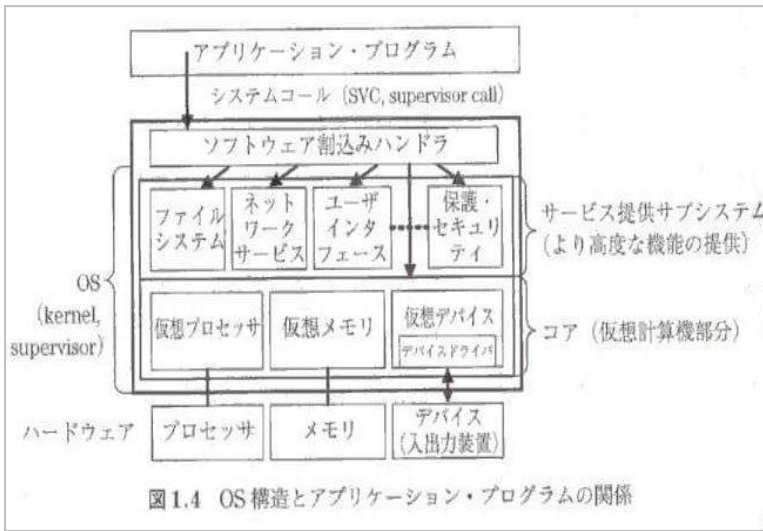 アプリケーション・プログラム
システムコール (SVC, supervisor call)
ソフトウェア割込みハンドラ
ファイル
システム
ネット
ワーク
サービス
ユーザ
インタ
フェース
保護・
セキュリ
ティ
サービス提供サブシステム
(より高度な機能の提供)
OS
(kernel,
supervisor)
仮想プロセッサ
仮想メモリ
仮想デバイス
デバイスドライバ
コア (仮想計算機部分)
ハードウェア
プロセッサ
メモリ
デバイス
(入出力装置)
図1.4 OS構造とアプリケーション・プログラムの関係